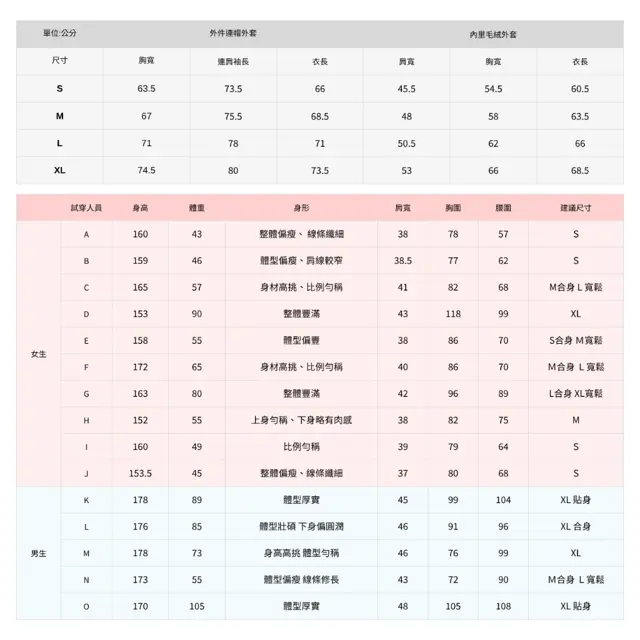 單位:公分 外件連帽外套 內里毛絨外套
尺寸 胸寬 連肩袖長 衣長 肩寬 胸寬 衣長
S 63.5 73.5 66 45.5 54.5 60.5
M 67 75.5 68.5 48 58 63.5
L 71 78 71 50.5 62 66
XL 74.5 80 73.5 53 66 68.5
試穿人員 身高 體重 身形 肩寬 胸圍 腰圍 建議尺寸
女生
A 160 43 整體偏瘦、 線條纖細 38 78 57 S
B 159 46 體型偏瘦、肩線較窄 38.5 77 62 S
C 165 57 身材高挑、比例勻稱 41 82 68 M合身 L 寬鬆
D 153 90 整體豐滿 43 118 99 XL
E 158 55 體型偏豐 38 86 70 S合身 M寬鬆
F 172 65 身材高挑、比例勻稱 40 86 70 M合身 L 寬鬆
G 163 80 整體豐滿 42 96 89 L合身 XL寬鬆
H 152 55 上身勻稱、下身略有肉感 38 82 75 M
I 160 49 比例勻稱 39 79 64 S
J 153.5 45 整體偏瘦、線條纖細 37 80 68 S
男生
K 178 89 體型厚實 45 99 104 XL 貼身
L 176 85 體型壯碩 下身偏圓潤 46 91 96 XL 合身
M 178 73 身高高挑 體型勻稱 46 76 99 XL
N 173 55 體型偏瘦 線條修長 43 72 90 M合身 L 寬鬆
O 170 105 體型厚實 48 105 108 XL 貼身